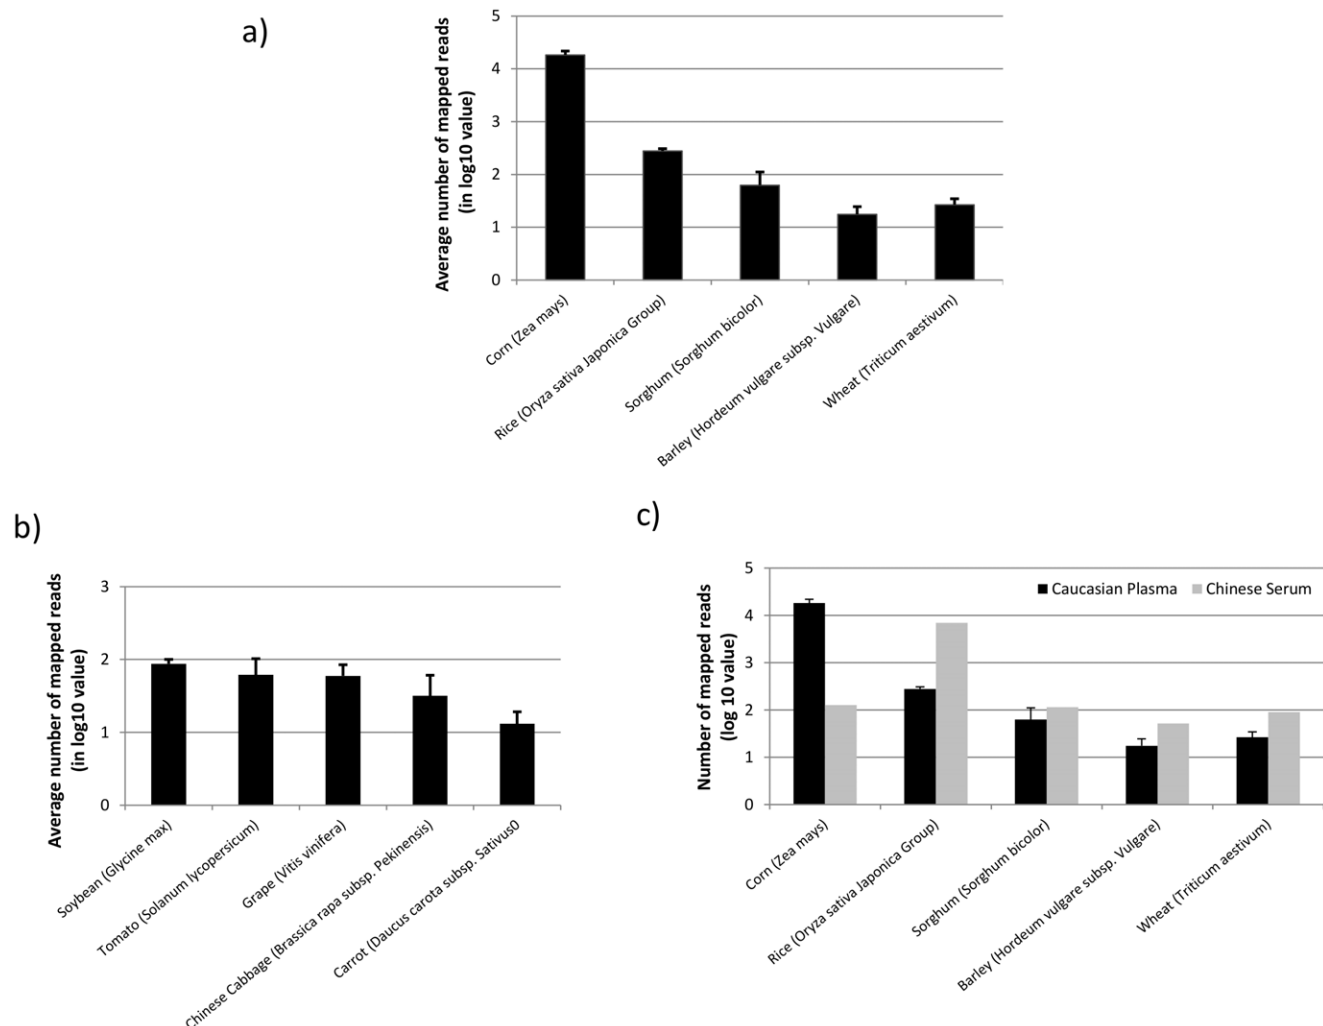 a)
Average number of mapped reads
(in log10 value)
5
4
3
2
1
0
Corn (Zea mays)
Rice (Oryza sativa Japonica Group)
Sorghum (Sorghum bicolor)
Barley (Hordeum vulgare subsp. Vulgare)
Wheat (Triticum aestivum)
b)
Average number of mapped reads
(in log10 value)
3
2
1
0
Soybean (Glycine max)
Tomato (Solanum lycopersicum)
Grape (Vitis vinifera)
Chinese Cabbage (Brassica rapa subsp. Pekinensis)
Carrot (Daucus carota subsp. Sativus0
c)
Number of mapped reads
(log 10 value)
5
4
3
2
1
0
Caucasian Plasma
Chinese Serum
Corn (Zea mays)
Rice (Oryza sativa Japonica Group)
Sorghum (Sorghum bicolor)
Barley (Hordeum vulgare subsp. Vulgare)
Wheat (Triticum aestivum)